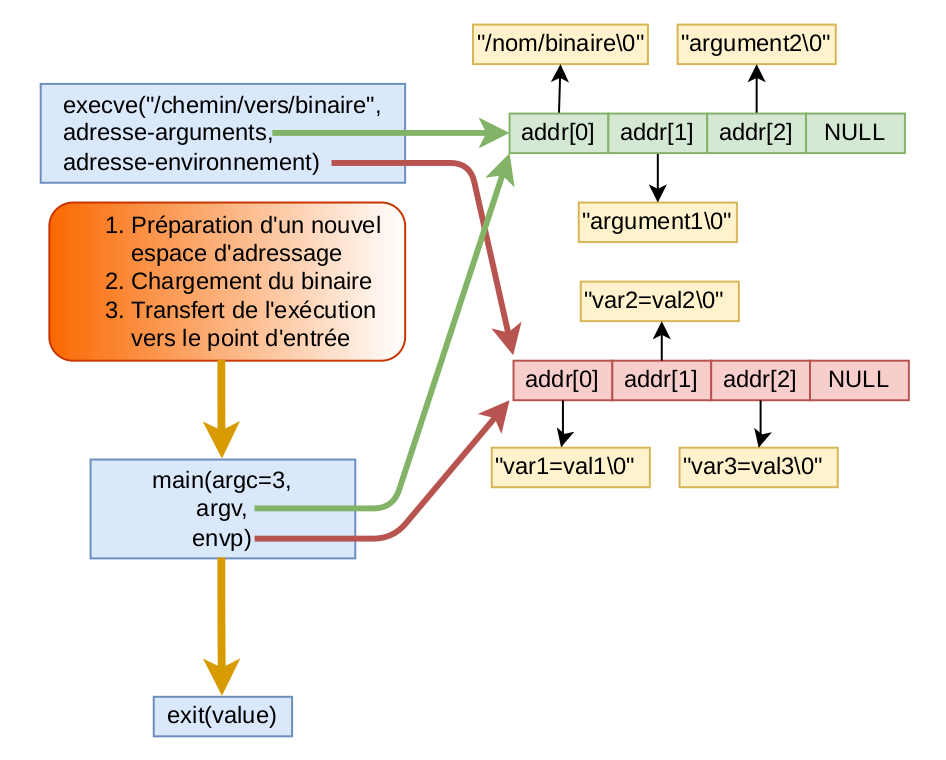 "/nom/binaire\0"
"argument2\0"
execve("/chemin/vers/binaire",
adresse-arguments,
adresse-environnement)
addr[0]
addr[1]
addr[2]
NULL
"argument1\0"
1. Préparation d'un nouvel
espace d'adressage
2. Chargement du binaire
3. Transfert de l'exécution
vers le point d'entrée
"var2=val2\0"
addr[0]
addr[1]
addr[2]
NULL
"var1=val1\0"
"var3=val3\0"
main(argc=3,
argv,
envp)
exit(value)